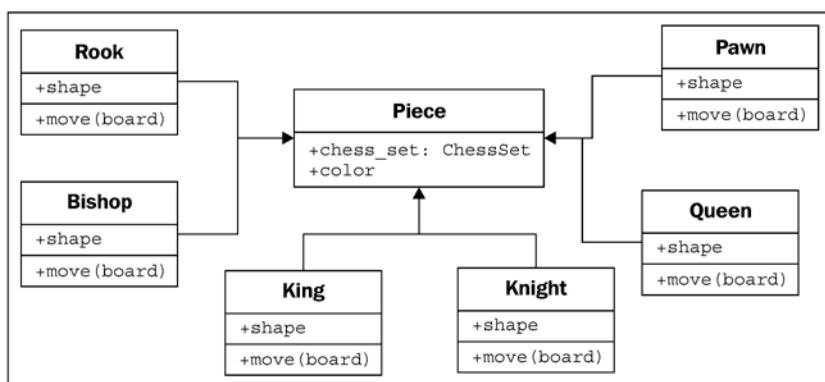 Rook
+shape
+move(board)
Pawn
+shape
+move(board)
Piece
+chess_set: ChessSet
+color
Bishop
+shape
+move(board)
Queen
+shape
+move(board)
King
+shape
+move(board)
Knight
+shape
+move(board)